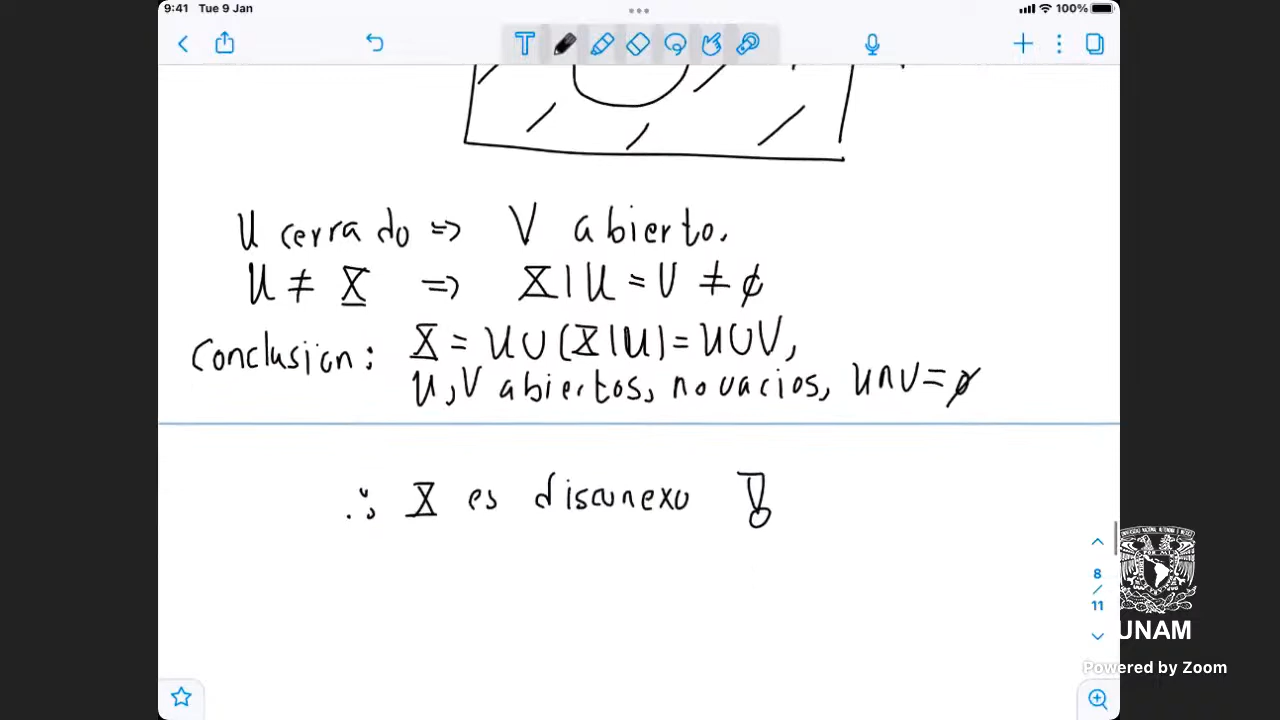 9:41 Tue 9 Jan
100%
U cerrado => V abierto.
U ≠ X => X \ U = V ≠ ∅
Conclusión: X = U ∪ (X \ U) = U ∪ V,
U, V abiertos, no vacíos, U ∩ V = ∅
∴ X es disconexo !
8
/
11
UNAM
Powered by Zoom